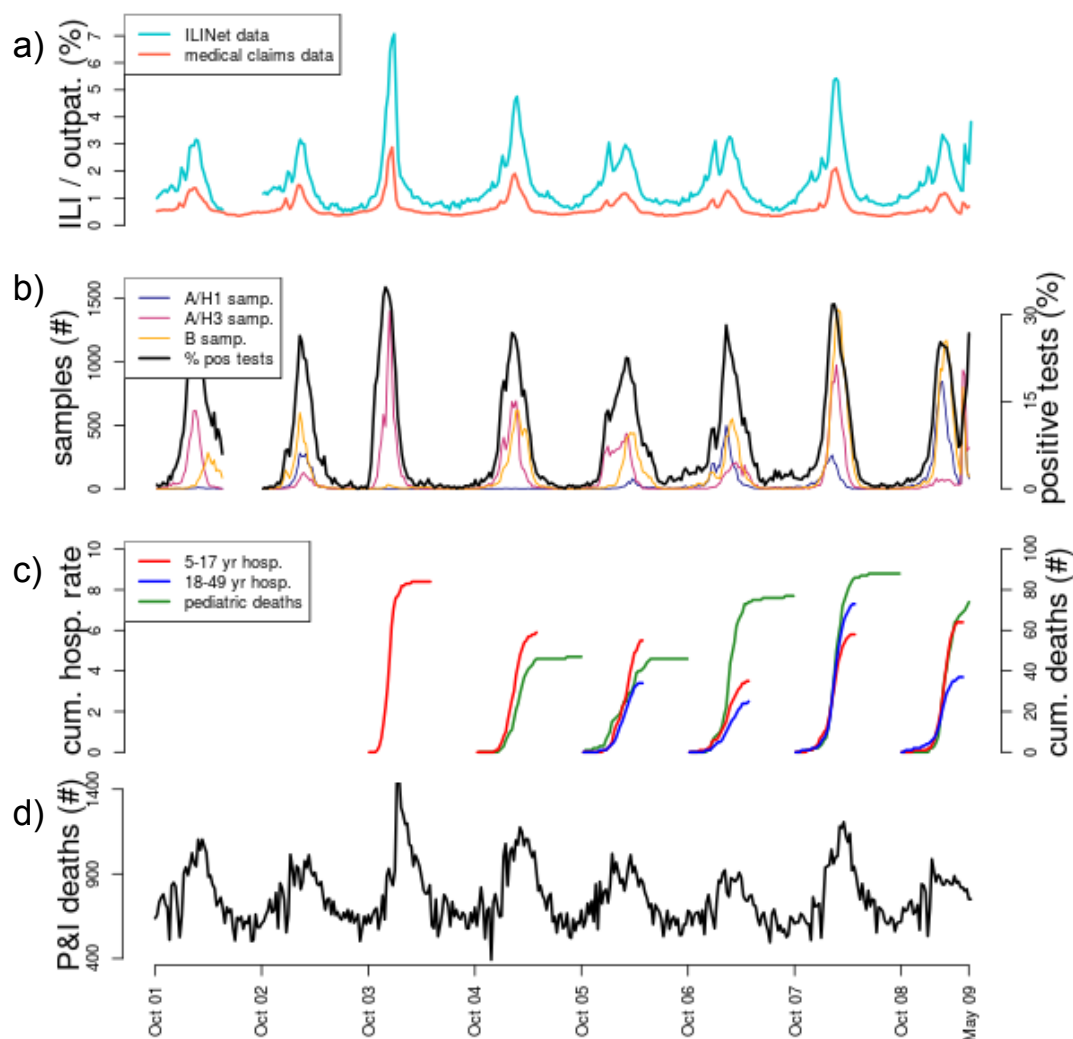 a)
ILI / outpat. (%)
0 1 2 3 4 5 6 7
ILINet data
medical claims data
b)
samples (#)
0 500 1000 1500
A/H1 samp.
A/H3 samp.
B samp.
% pos tests
0 15 30
positive tests (%)
c)
cum. hosp. rate
0 2 4 6 8 10
5-17 yr hosp.
18-49 yr hosp.
pediatric deaths
0 20 40 60 80 100
cum. deaths (#)
d)
P&I deaths (#)
400 900 1400
Oct 01
Oct 02
Oct 03
Oct 04
Oct 05
Oct 06
Oct 07
Oct 08
May 09